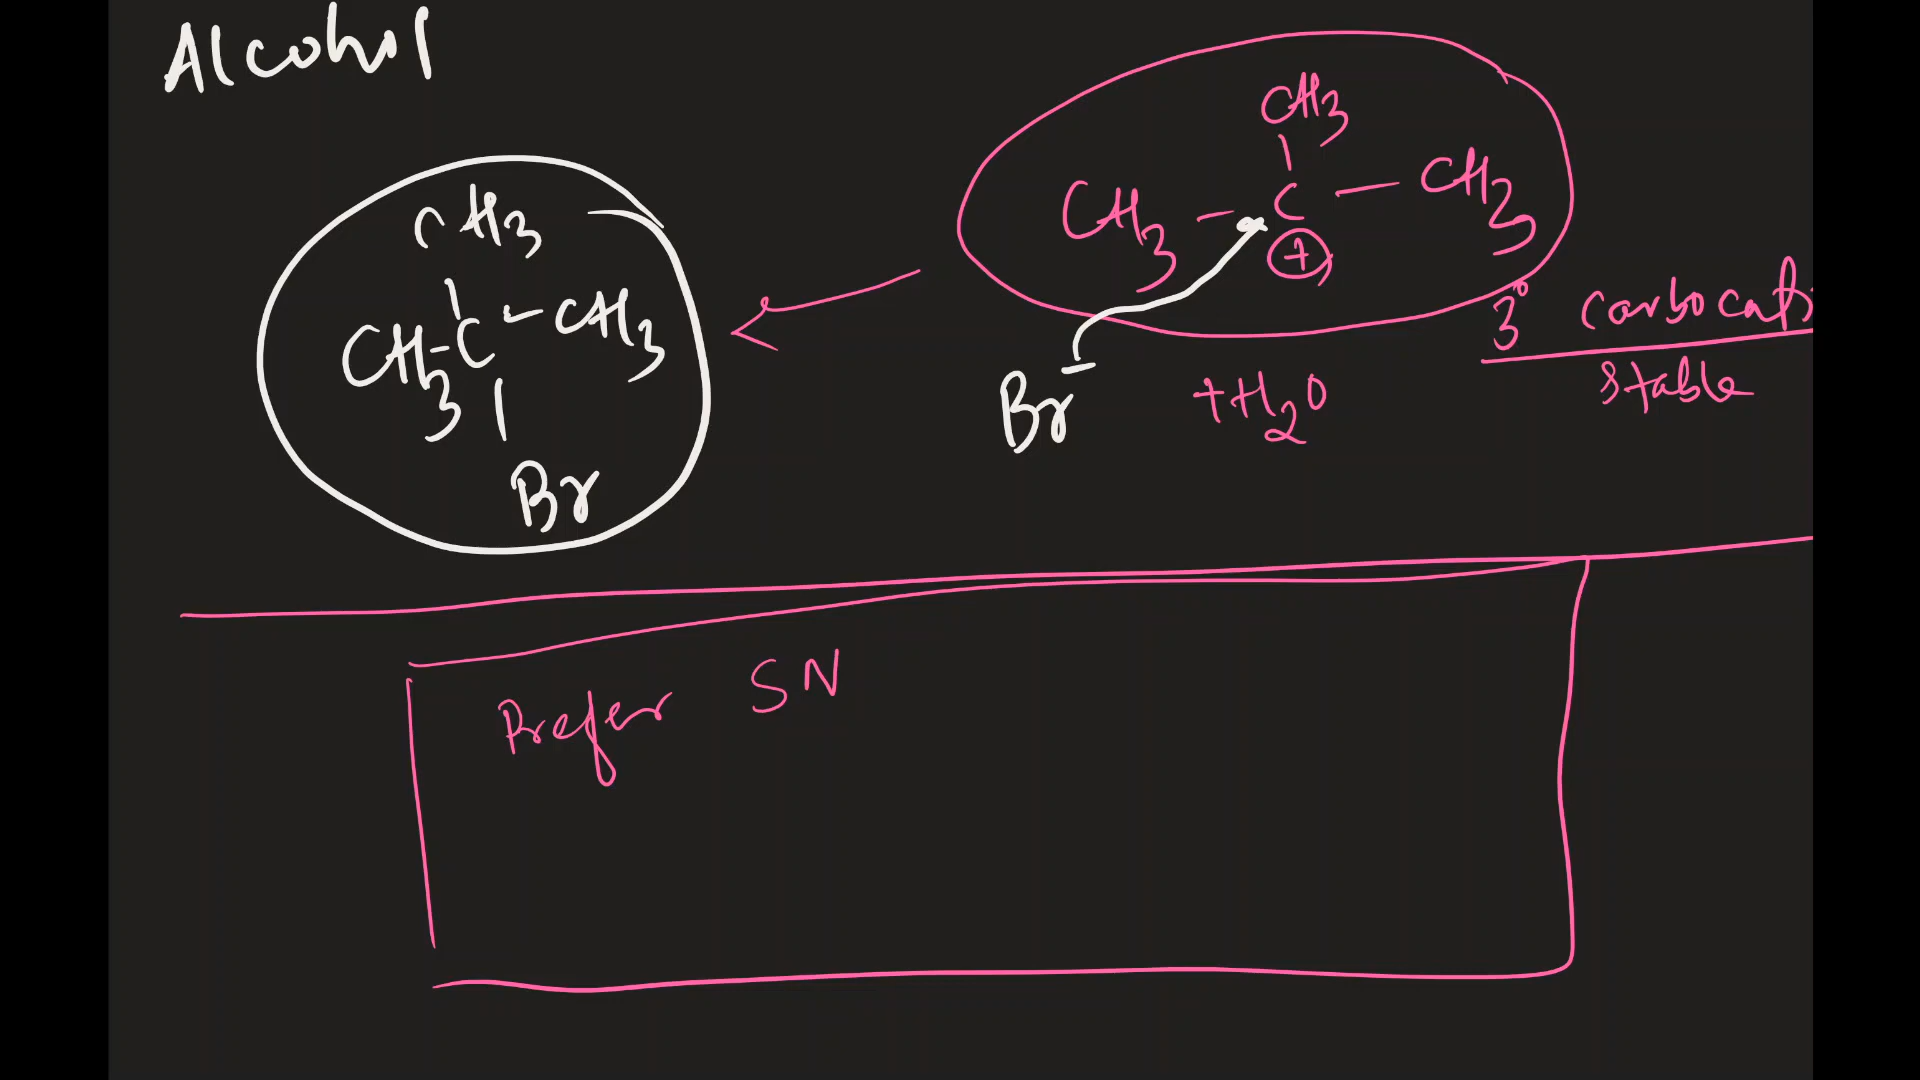 Alcohol
CH3
CH3 - C - CH3
Br
CH3
CH3 - C - CH3
+
3° Carbocati
stable
Br-
+H2O
Prefer SN